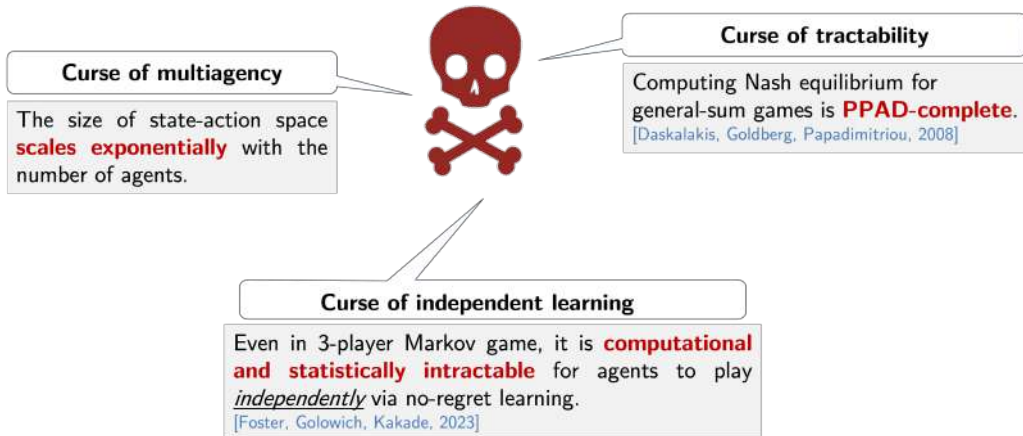 Curse of multiagency
The size of state-action space
scales exponentially with the
number of agents.
Curse of tractability
Computing Nash equilibrium for
general-sum games is PPAD-complete.
[Daskalakis, Goldberg, Papadimitriou, 2008]
Curse of independent learning
Even in 3-player Markov game, it is computational
and statistically intractable for agents to play
independently via no-regret learning.
[Foster, Golowich, Kakade, 2023]